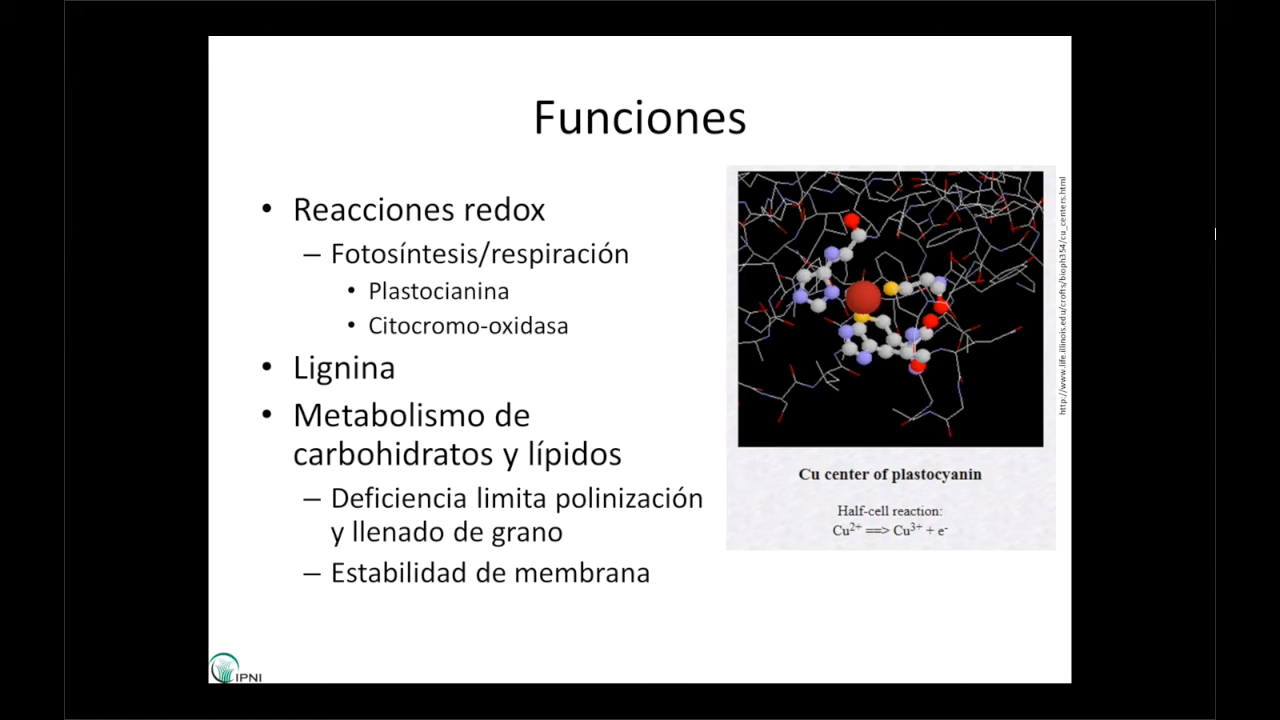 Funciones
• Reacciones redox
– Fotosíntesis/respiración
• Plastocianina
• Citocromo-oxidasa
• Lignina
• Metabolismo de
carbohidratos y lípidos
– Deficiencia limita polinización
y llenado de grano
– Estabilidad de membrana
Cu center of plastocyanin
Half-cell reaction:
Cu²⁺ ==> Cu³⁺ + e⁻
http://www.life.illinois.edu/crofts/bioph354/cu_centers.html
IPNI